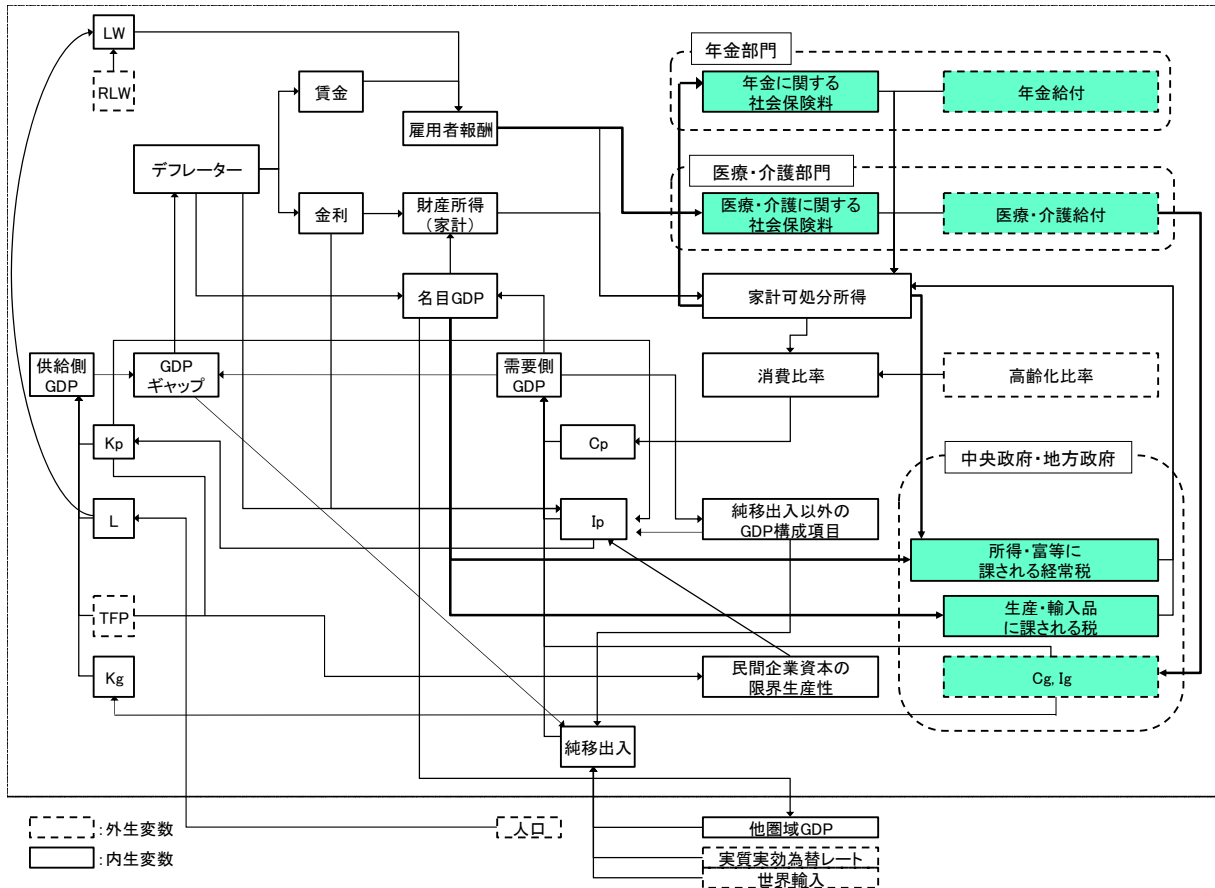 LW
RLW
賃金
雇用者報酬
デフレーター
金利
財産所得
(家計)
名目GDP
供給側
GDP
GDP
ギャップ
需要側
GDP
Kp
Cp
L
Ip
TFP
Kg
純移出入
年金部門
年金に関する
社会保険料
年金給付
医療・介護部門
医療・介護に関する
社会保険料
医療・介護給付
家計可処分所得
消費比率
高齢化比率
中央政府・地方政府
純移出入以外の
GDP構成項目
所得・富等に
課される経常税
生産・輸入品
に課される税
民間企業資本の
限界生産性
Cg, Ig
:外生変数
:内生変数
人口
他圏域GDP
実質実効為替レート
世界輸入